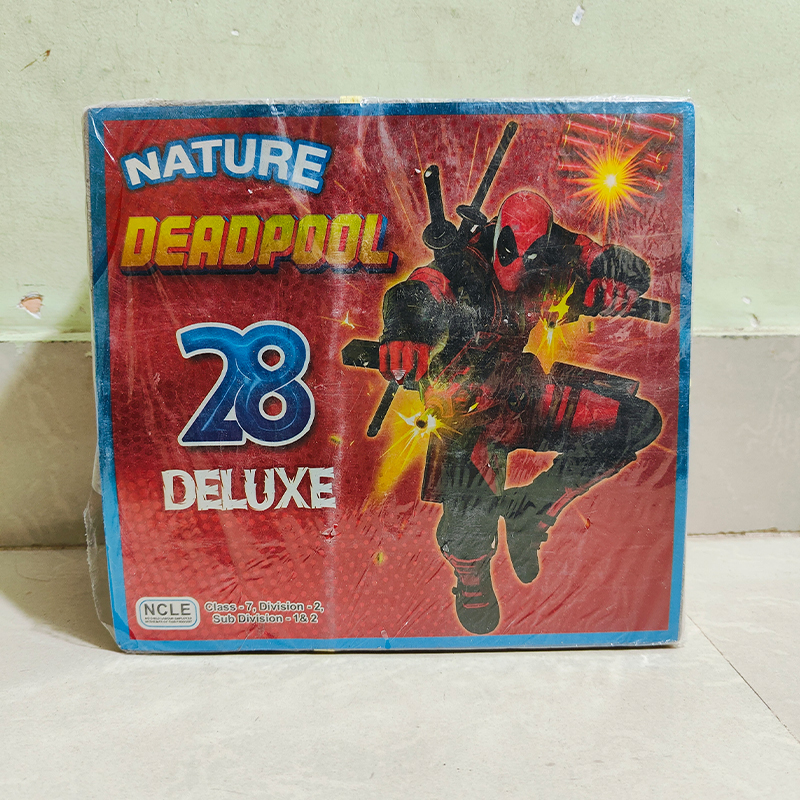 NATURE
DEADPOOL
28
DELUXE
NCLE
Class - 7, Division - 2,
Sub Division - 1& 2